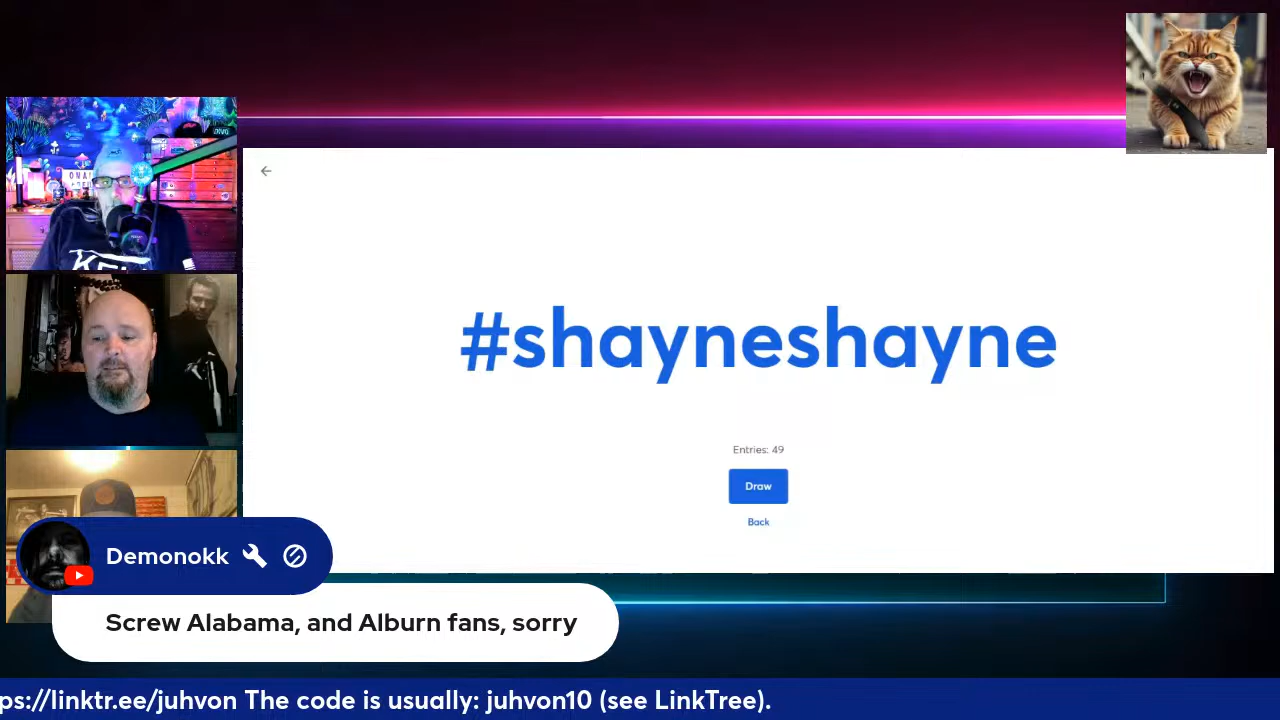 #shayneshayne
Entries: 49
Draw
Back
Demonokk
Screw Alabama, and Alburn fans, sorry
ps://linktr.ee/juhvon The code is usually: juhvon10 (see LinkTree).